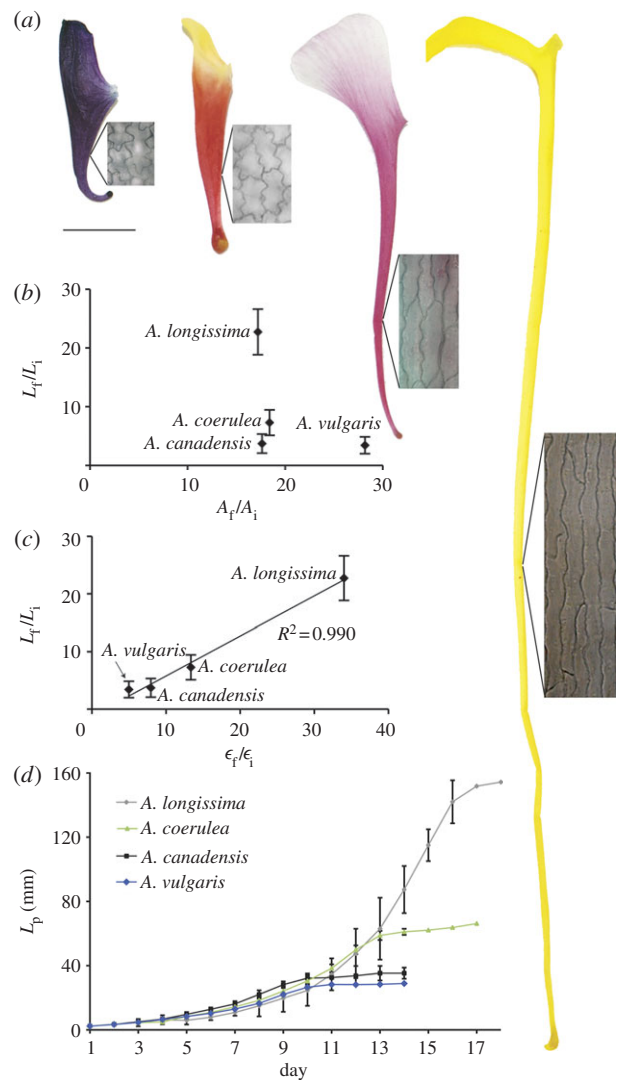 (a)
(b)
30
20
10
0
L_f/L_i
A. longissima
A. coerulea
A. canadensis
A. vulgaris
0 10 20 30
A_f/A_i
(c)
30
20
10
0
L_f/L_i
A. longissima
R² = 0.990
A. vulgaris
A. coerulea
A. canadensis
10 20 30 40
ϵ_f/ϵ_i
(d)
160
120
80
40
0
L_p (mm)
A. longissima
A. coerulea
A. canadensis
A. vulgaris
1 3 5 7 9 11 13 15 17
day